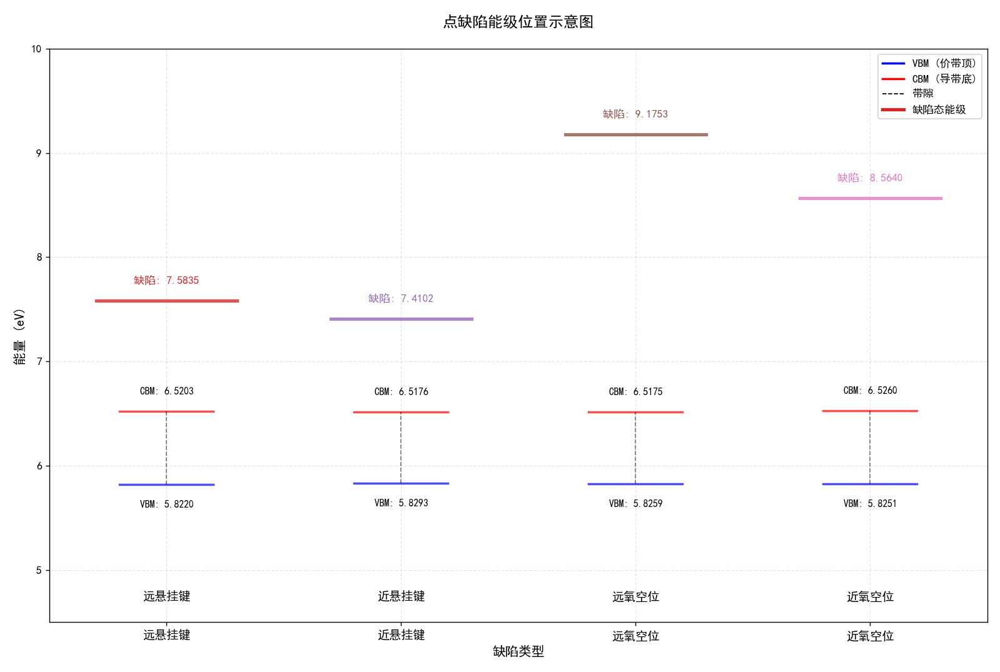 点缺陷能级位置示意图
10
VBM (价带顶)
CBM (导带底)
带隙
缺陷态能级
缺陷: 9.1753
9
缺陷: 8.5640
8
缺陷: 7.5835
缺陷: 7.4102
能量 (eV)
7
CBM: 6.5203
CBM: 6.5176
CBM: 6.5175
CBM: 6.5260
6
VBM: 5.8220
VBM: 5.8293
VBM: 5.8259
VBM: 5.8251
5
远悬挂键
近悬挂键
远氧空位
近氧空位
远悬挂键
近悬挂键
远氧空位
近氧空位
缺陷类型